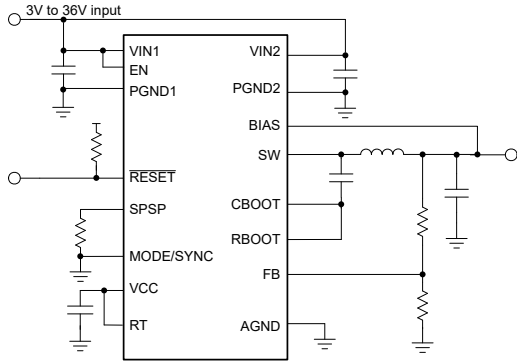 3V to 36V input
VIN1
EN
PGND1
RESET
SPSP
MODE/SYNC
VCC
RT
VIN2
PGND2
BIAS
SW
CBOOT
RBOOT
FB
AGND